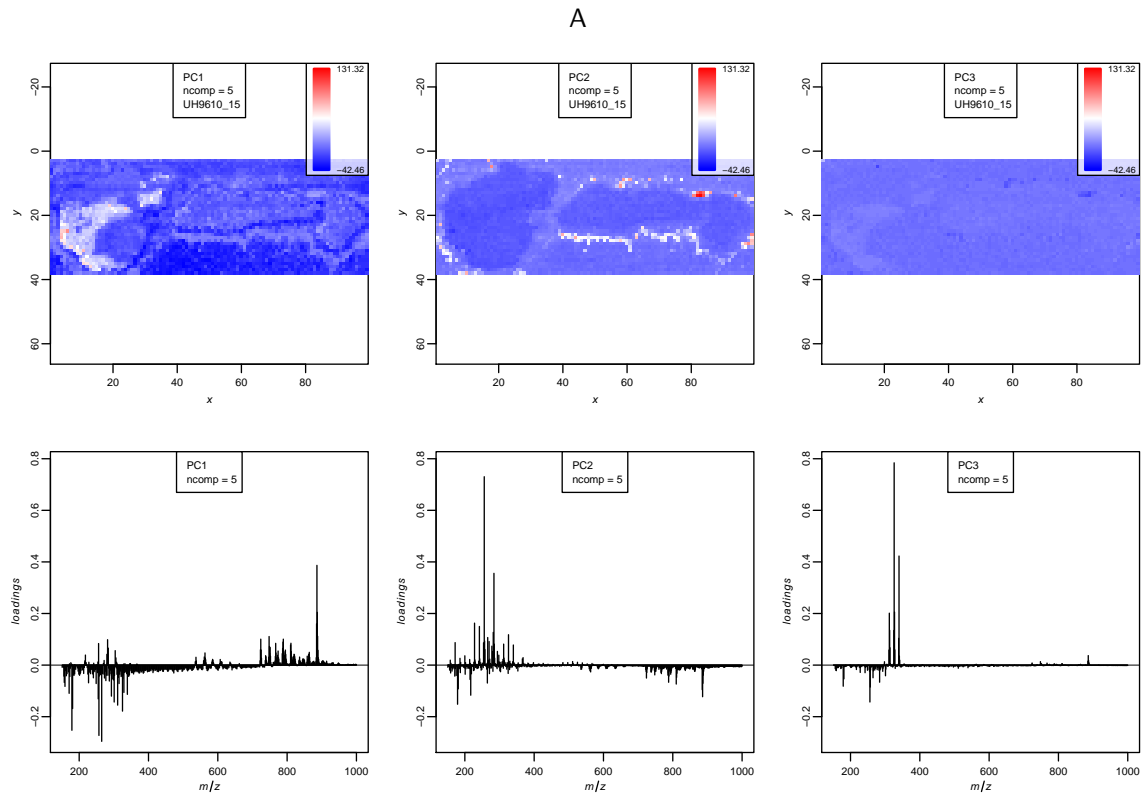 A
PC1
ncomp = 5
UH9610_15
131.32
−42.46
−20
0
20
40
60
y
20
40
60
80
x
PC2
ncomp = 5
UH9610_15
131.32
−42.46
−20
0
20
40
60
y
20
40
60
80
x
PC3
ncomp = 5
UH9610_15
131.32
−42.46
−20
0
20
40
60
y
20
40
60
80
x
PC1
ncomp = 5
0.8
0.6
0.4
0.2
0.0
−0.2
loadings
200
400
600
800
1000
m/z
PC2
ncomp = 5
0.8
0.6
0.4
0.2
0.0
−0.2
loadings
200
400
600
800
1000
m/z
PC3
ncomp = 5
0.8
0.6
0.4
0.2
0.0
−0.2
loadings
200
400
600
800
1000
m/z